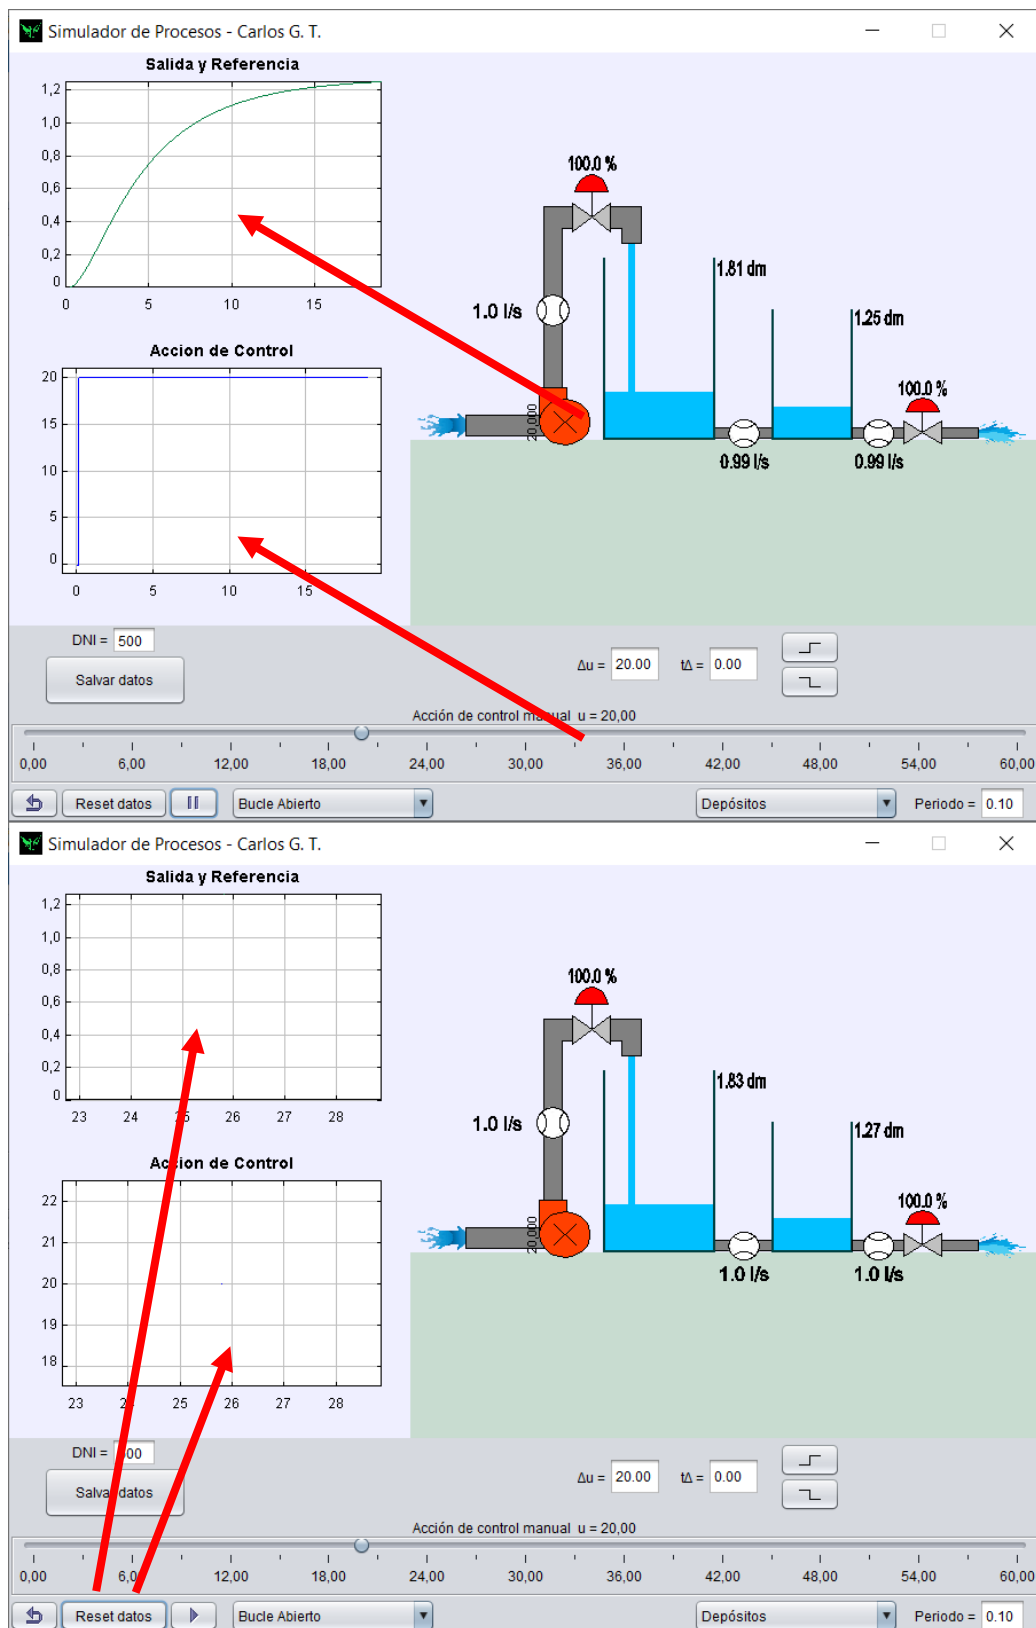 Simulador de Procesos - Carlos G. T.
Salida y Referencia
1,2
1,0
0,8
0,6
0,4
0,2
0
0 5 10 15
Accion de Control
20
15
10
5
0
0 5 10 15
100.0 %
1.81 dm
1.0 l/s
1.25 dm
100.0 %
20,000
0.99 l/s 0.99 l/s
DNI = 500
Salvar datos
Δu = 20.00 tΔ = 0.00
Acción de control manual u = 20,00
0,00 6,00 12,00 18,00 24,00 30,00 36,00 42,00 48,00 54,00 60,00
Reset datos Bucle Abierto Depósitos Periodo = 0.10
Simulador de Procesos - Carlos G. T.
Salida y Referencia
1,2
1,0
0,8
0,6
0,4
0,2
0
23 24 25 26 27 28
Accion de Control
22
21
20
19
18
23 24 25 26 27 28
100.0 %
1.83 dm
1.0 l/s
1.27 dm
100.0 %
20,000
1.0 l/s 1.0 l/s
DNI = 500
Salvar datos
Δu = 20.00 tΔ = 0.00
Acción de control manual u = 20,00
0,00 6,00 12,00 18,00 24,00 30,00 36,00 42,00 48,00 54,00 60,00
Reset datos Bucle Abierto Depósitos Periodo = 0.10